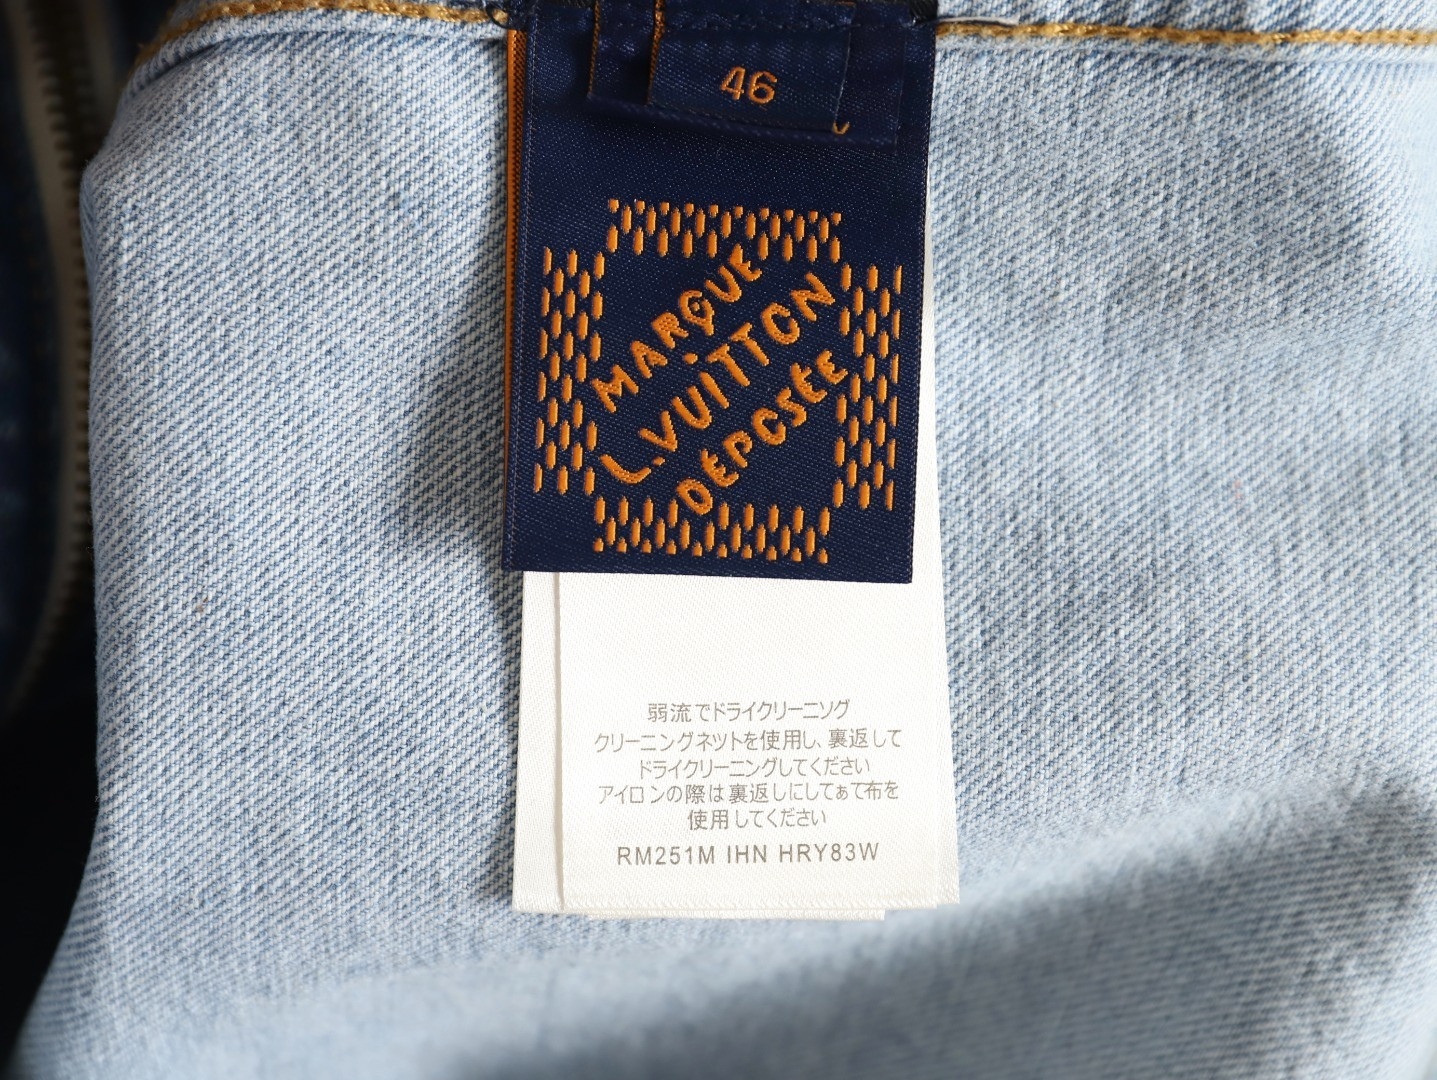 46
MARQUE
L.VUITTON
DÉPOSÉE
弱流でドライクリーニソグ
クリーニングネツトを使用し、裏返して
ドライクリーニングしてください
アイロンの際は裏返しにしてぁて布を
使用してください
RM251M IHN HRY83W